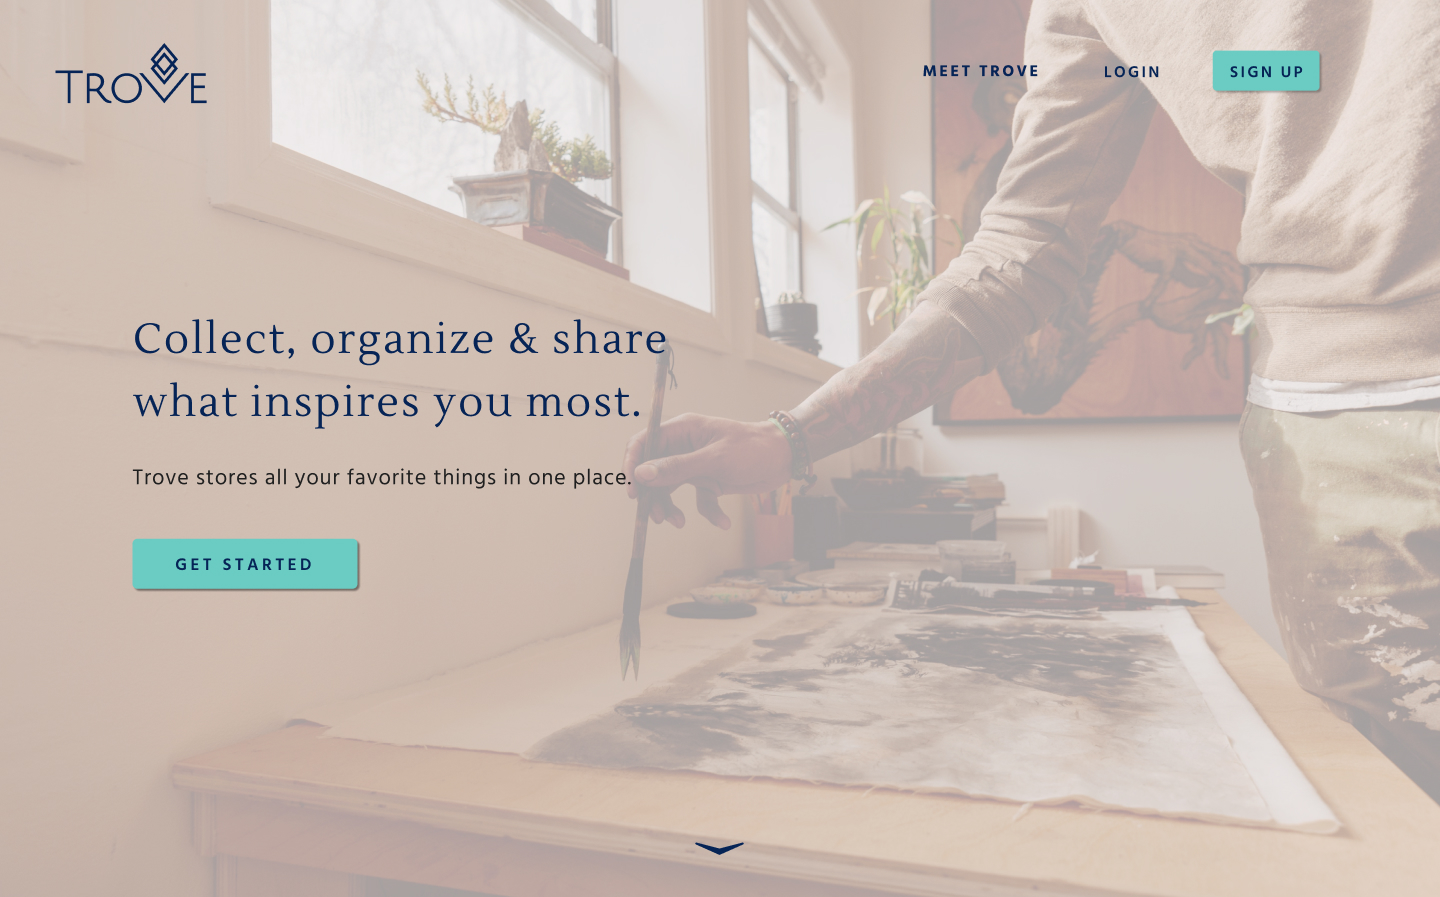 TROVE
MEET TROVE
LOGIN
SIGN UP
Collect, organize & share
what inspires you most.
Trove stores all your favorite things in one place.
GET STARTED